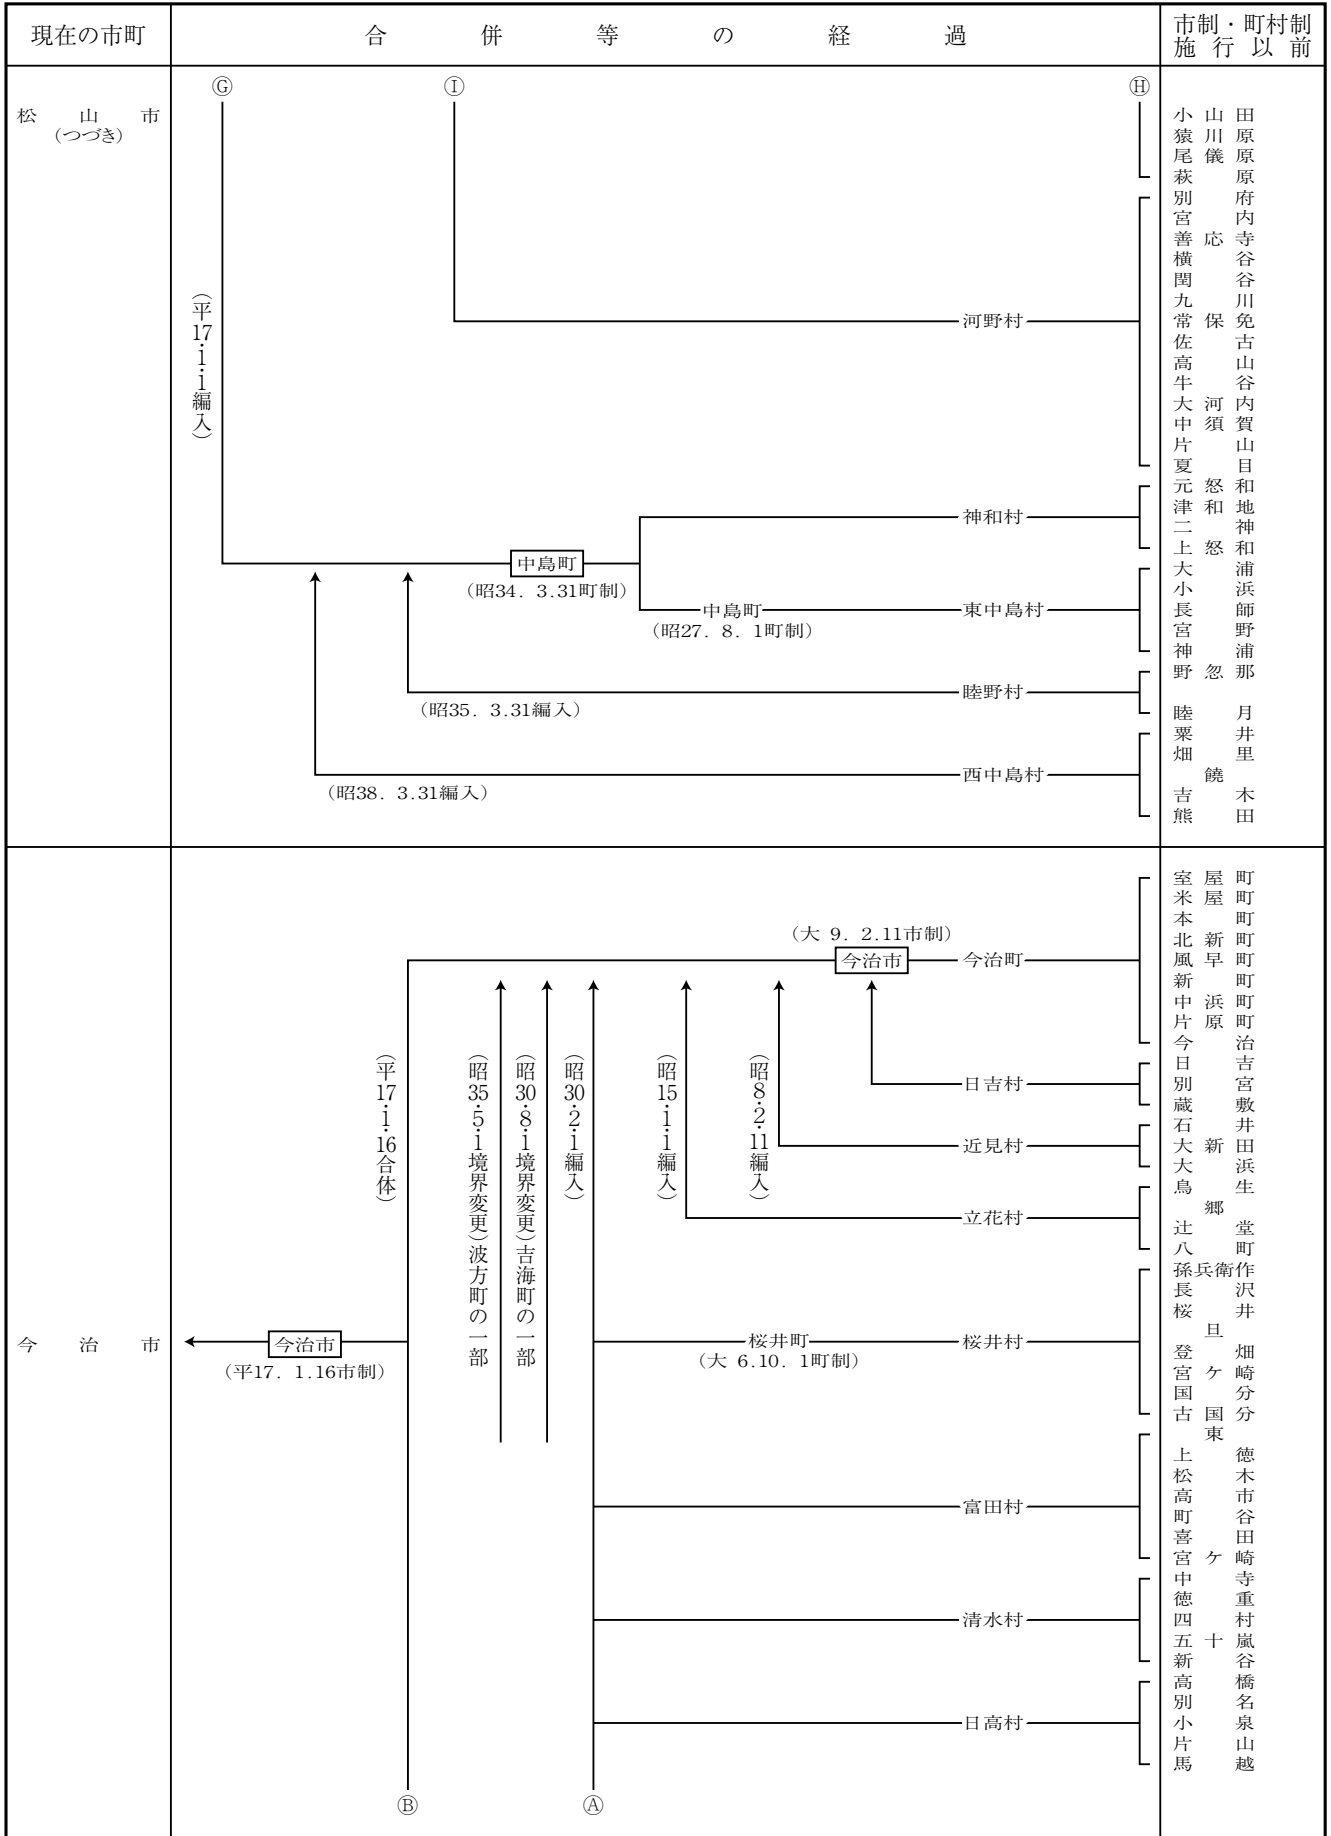 現在の市町
合併等の経過
市制・町村制
施行以前
Ⓖ
Ⓘ
Ⓗ
松山市
(つづき)
小山田
猿川原
尾儀原
萩原
(平17.1.1編入)
河野村
別府
宮内
善応寺
横谷
閏谷
九川
常保免
佐古
高山
牛谷
大河内
中須賀
片山
夏目
神和村
元怒和
津和地
二神
上怒和
中島町
(昭34. 3.31町制)
中島町
(昭27. 8. 1町制)
東中島村
大浦
小浜
長師
宮野
神浦
睦野村
(昭35. 3.31編入)
野忽那
睦月
西中島村
(昭38. 3.31編入)
粟井
畑里
饒
吉木
熊田
今治市
今治市
(平17. 1.16市制)
(平17・1・16合体)
(昭35・5・1境界変更)波方町の一部
(昭30・8・1境界変更)吉海町の一部
(昭30・2・1編入)
(昭15・1・1編入)
(昭8・2・11編入)
(大 9. 2.11市制)
今治市
今治町
室屋町
米屋町
本町
北新町
風早町
新町
中浜町
片原町
今治
日吉村
日吉
別宮
蔵敷
近見村
石井
大新田
大浜
立花村
鳥生
郷
辻堂
八町
桜井町
(大 6.10. 1町制)
桜井村
孫兵衛作
長沢
桜井
旦
登畑
宮ケ崎
国分
古国分
富田村
東
上徳
松木
高市
町谷
喜田
宮ケ崎
清水村
中寺
徳重
四村
五十嵐
新谷
日高村
高橋
別名
小泉
片山
馬越
Ⓑ
Ⓐ